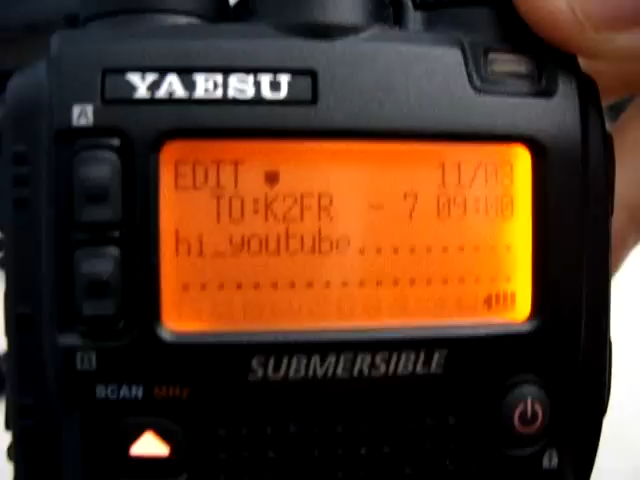 YAESU
A
EDIT 11/03
TO:K2FR - 7 09:00
hi_youtube..........
....................
SUBMERSIBLE
B
SCAN MHz